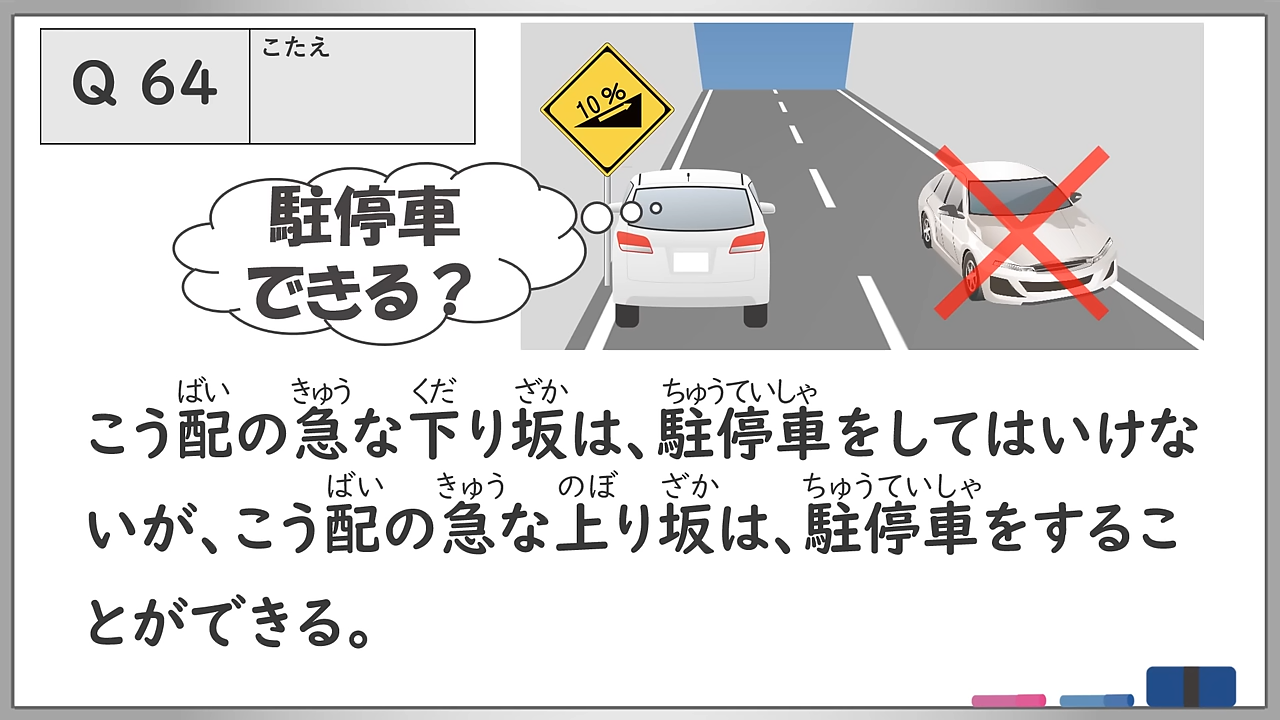 Q 64
こたえ
10%
駐停車
できる？
ばい きゅう くだ ざか ちゅうていしゃ
こう配の急な下り坂は、駐停車をしてはいけな
ばい きゅう のぼ ざか ちゅうていしゃ
いが、こう配の急な上り坂は、駐停車をするこ
とができる。